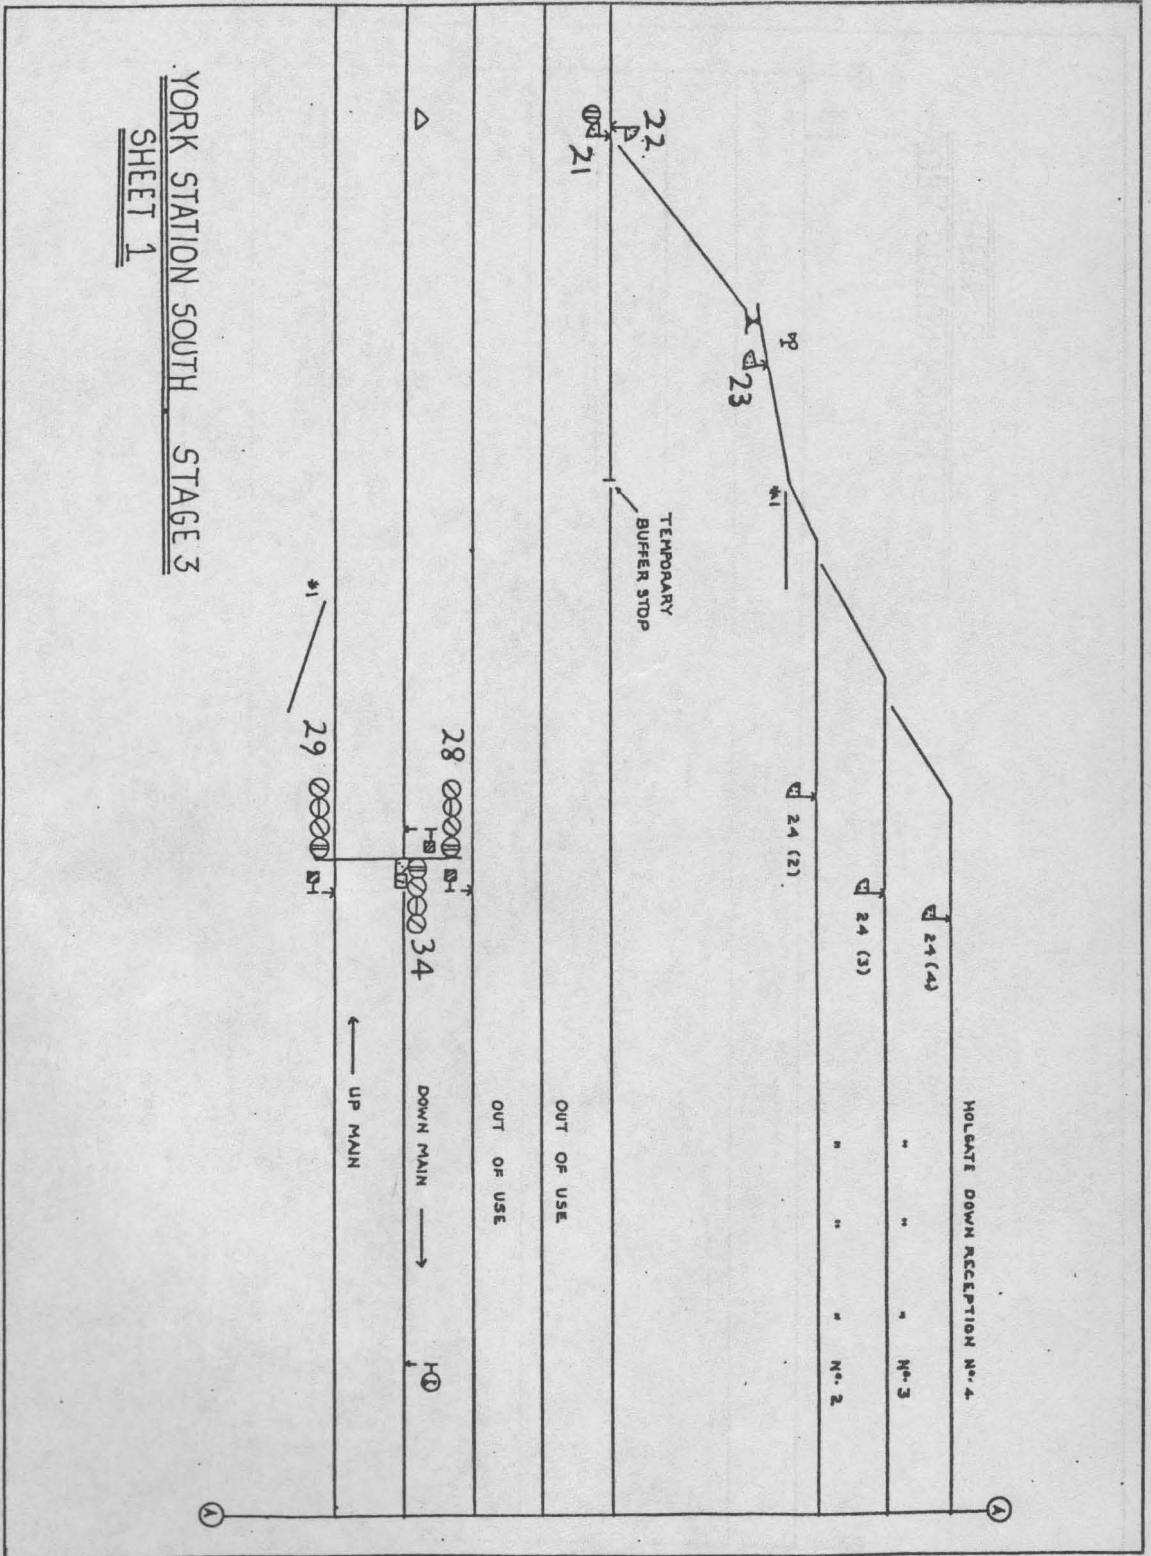 YORK STATION SOUTH STAGE 3
SHEET 1
22
21
DP
23
*1
TEMPORARY
BUFFER STOP
24 (2)
24 (3)
24 (4)
HOLGATE DOWN RECEPTION Nº. 4
" " " Nº. 3
" " " Nº. 2
OUT OF USE
OUT OF USE
28
34
29
*1
DOWN MAIN
UP MAIN
A
A